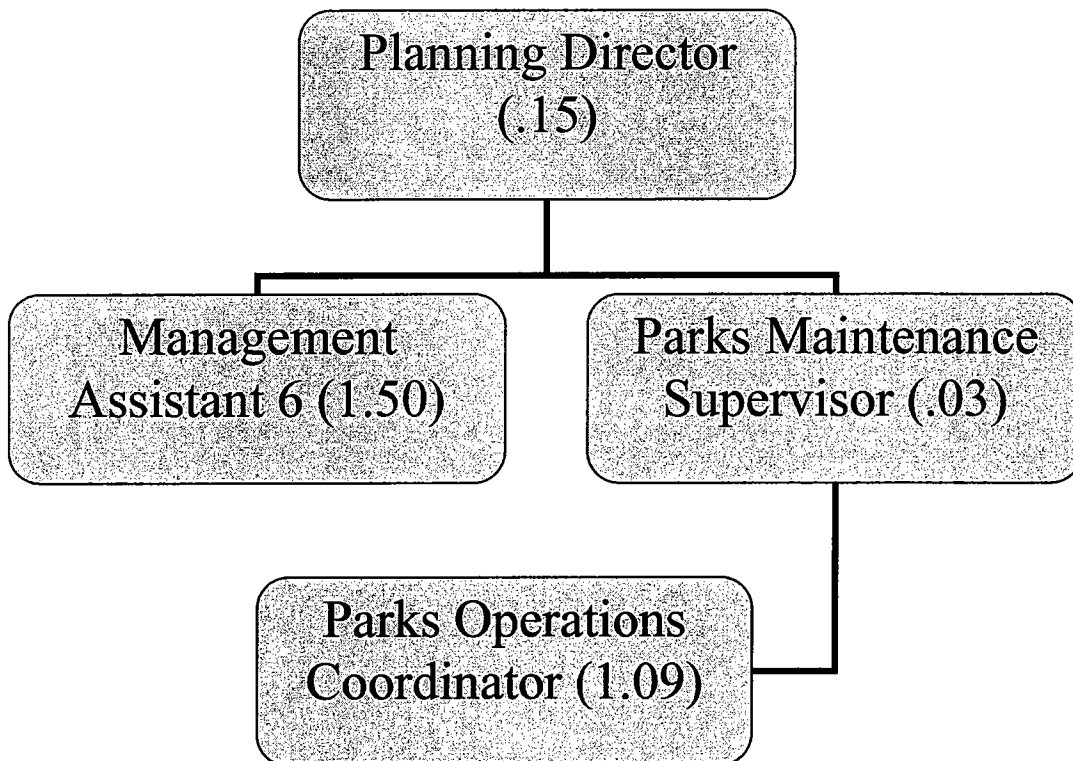 Planning Director
(.15)
Management
Assistant 6 (1.50)
Parks Maintenance
Supervisor (.03)
Parks Operations
Coordinator (1.09)